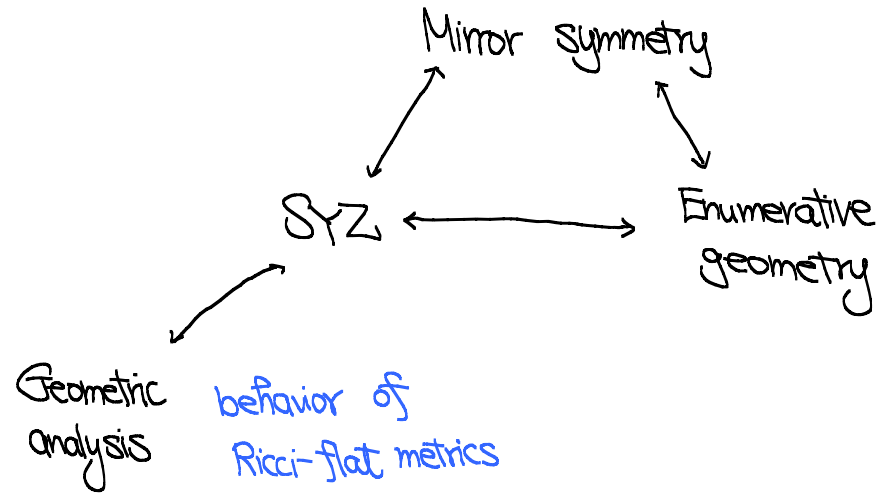 Mirror symmetry
SYZ
Enumerative
geometry
Geometric
analysis
behavior of
Ricci-flat metrics